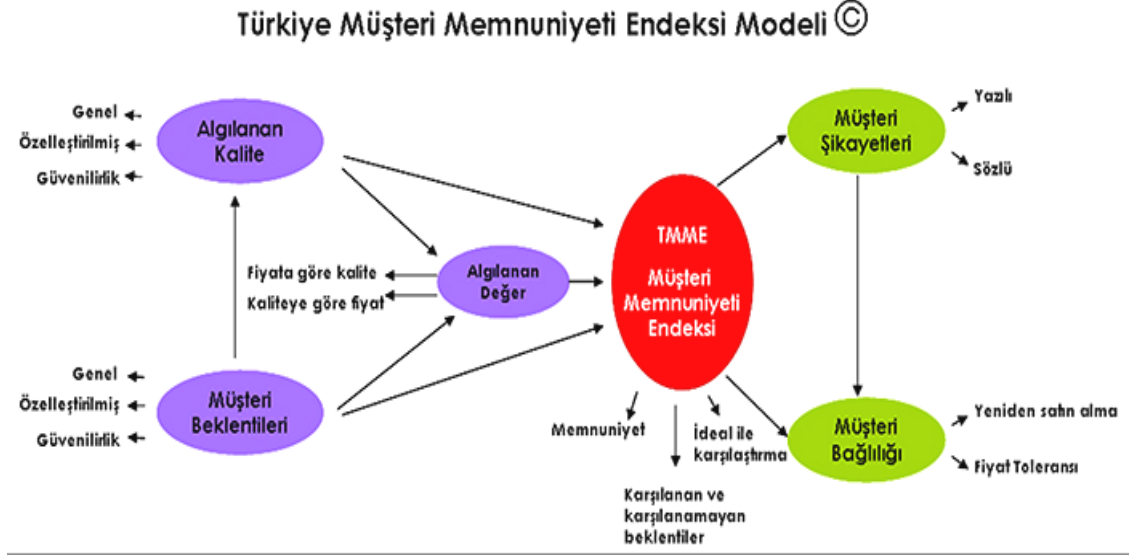 Türkiye Müşteri Memnuniyeti Endeksi Modeli ©
Genel
Özelleştirilmiş
Güvenilirlik
Algılanan
Kalite
Fiyata göre kalite
Kaliteye göre fiyat
Algılanan
Değer
Genel
Özelleştirilmiş
Güvenilirlik
Müşteri
Beklentileri
TMME
Müşteri
Memnuniyeti
Endeksi
Memnuniyet
İdeal ile
karşılaştırma
Karşılanan ve
karşılanamayan
beklentiler
Müşteri
Şikayetleri
Yazılı
Sözlü
Müşteri
Bağlılığı
Yeniden satın alma
Fiyat Toleransı